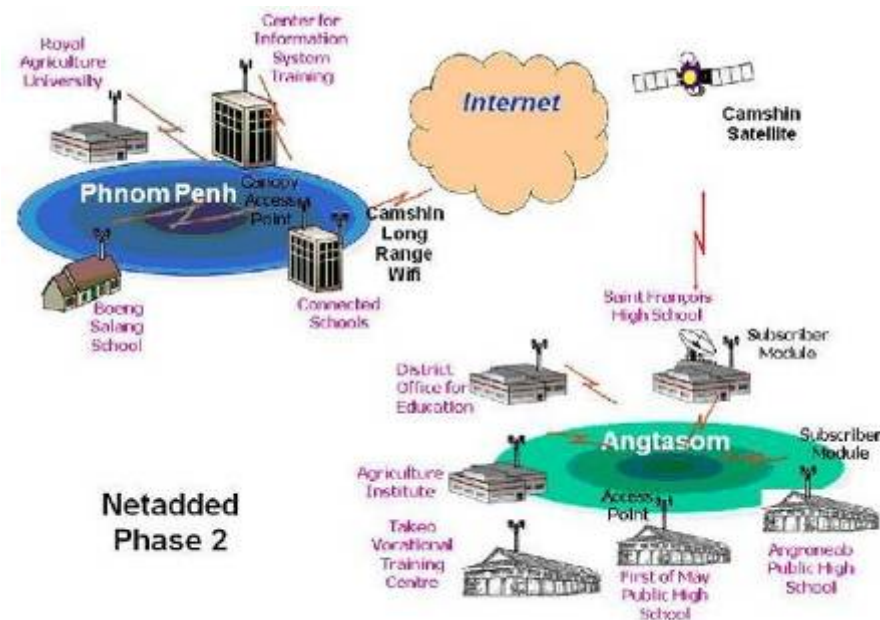 Royal
Agriculture
University
Center for
Information
System
Training
Internet
Camshin
Satellite
Phnom Penh
Canopy
Access
Point
Camshin
Long
Range
Wifi
Boeng
Salang
School
Connected
Schools
Saint François
High School
Subscriber
Module
District
Office for
Education
Angtasom
Subscriber
Module
Agriculture
Institute
Access
Point
Netadded
Phase 2
Takeo
Vocational
Training
Centre
First of May
Public High
School
Angroneab
Public High
School